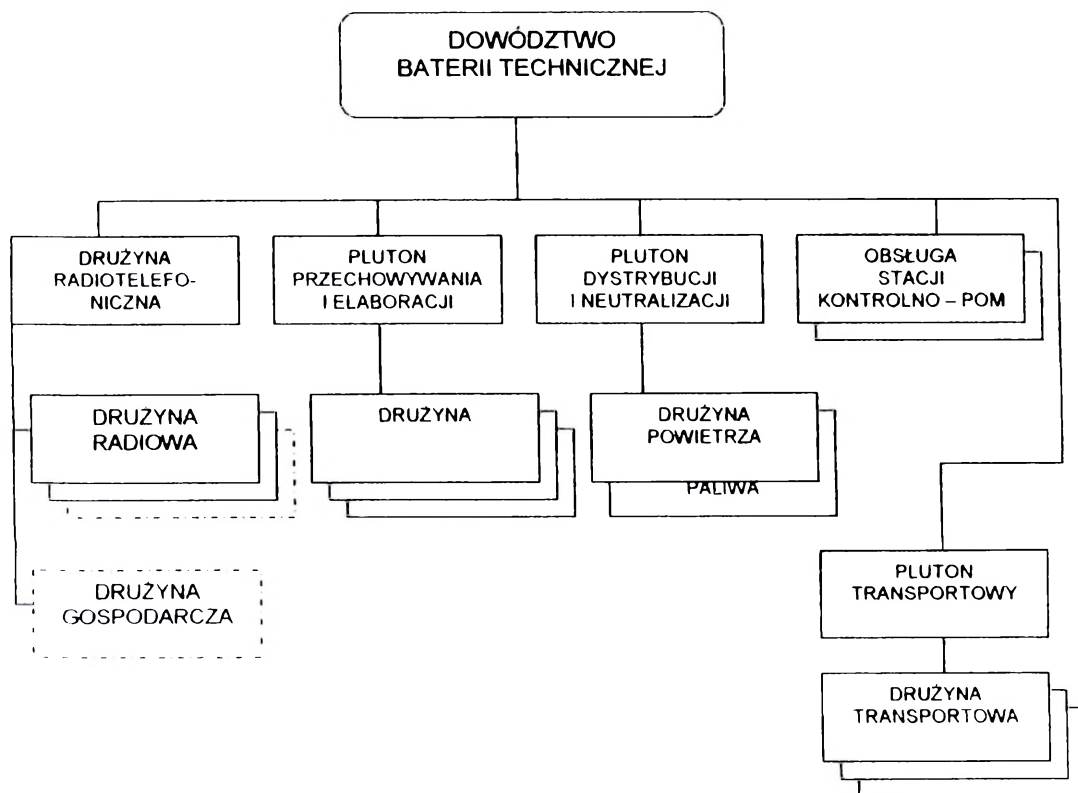 DOWÓDZTWO
BATERII TECHNICZNEJ
DRUŻYNA
RADIOTELEFO-
NICZNA
PLUTON
PRZECHOWYWANIA
I ELABORACJI
PLUTON
DYSTRYBUCJI
I NEUTRALIZACJI
OBSŁUGA
STACJI
KONTROLNO – POM
DRUŻYNA
RADIOWA
DRUŻYNA
DRUŻYNA
POWIETRZA
PALIWA
DRUŻYNA
GOSPODARCZA
PLUTON
TRANSPORTOWY
DRUŻYNA
TRANSPORTOWA